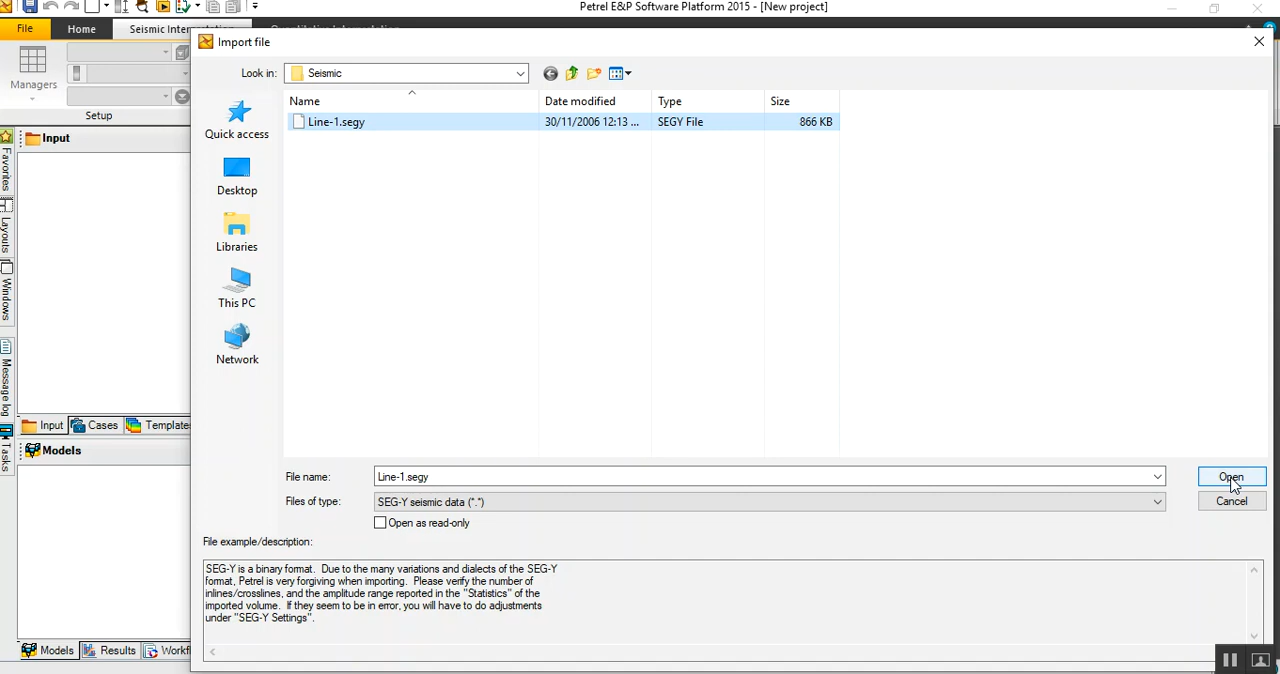 Petrel E&P Software Platform 2015 - [New project]
File
Home
Seismic Inter
Managers
Setup
Import file
Look in:
Seismic
Name
Date modified
Type
Size
Line-1.segy
30/11/2006 12:13 ...
SEGY File
866 KB
Quick access
Desktop
Libraries
This PC
Network
Favorites
Layouts
Windows
Message log
Tasks
Input
Input
Cases
Templates
Models
Models
Results
Workfl
File name:
Line-1.segy
Open
Files of type:
SEG-Y seismic data (*.*)
Cancel
Open as read-only
File example/description:
SEG-Y is a binary format. Due to the many variations and dialects of the SEG-Y
format, Petrel is very forgiving when importing. Please verify the number of
inlines/crosslines, and the amplitude range reported in the "Statistics" of the
imported volume. If they seem to be in error, you will have to do adjustments
under "SEG-Y Settings".